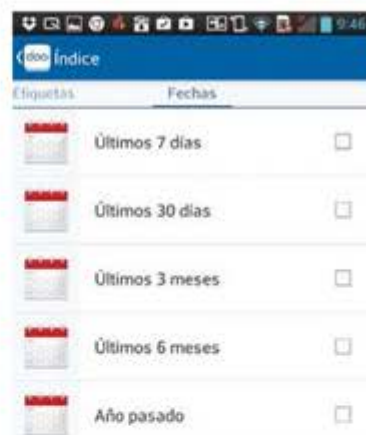 9:46
doo Índice
Etiquetas Fechas
Últimos 7 días
Últimos 30 días
Últimos 3 meses
Últimos 6 meses
Año pasado